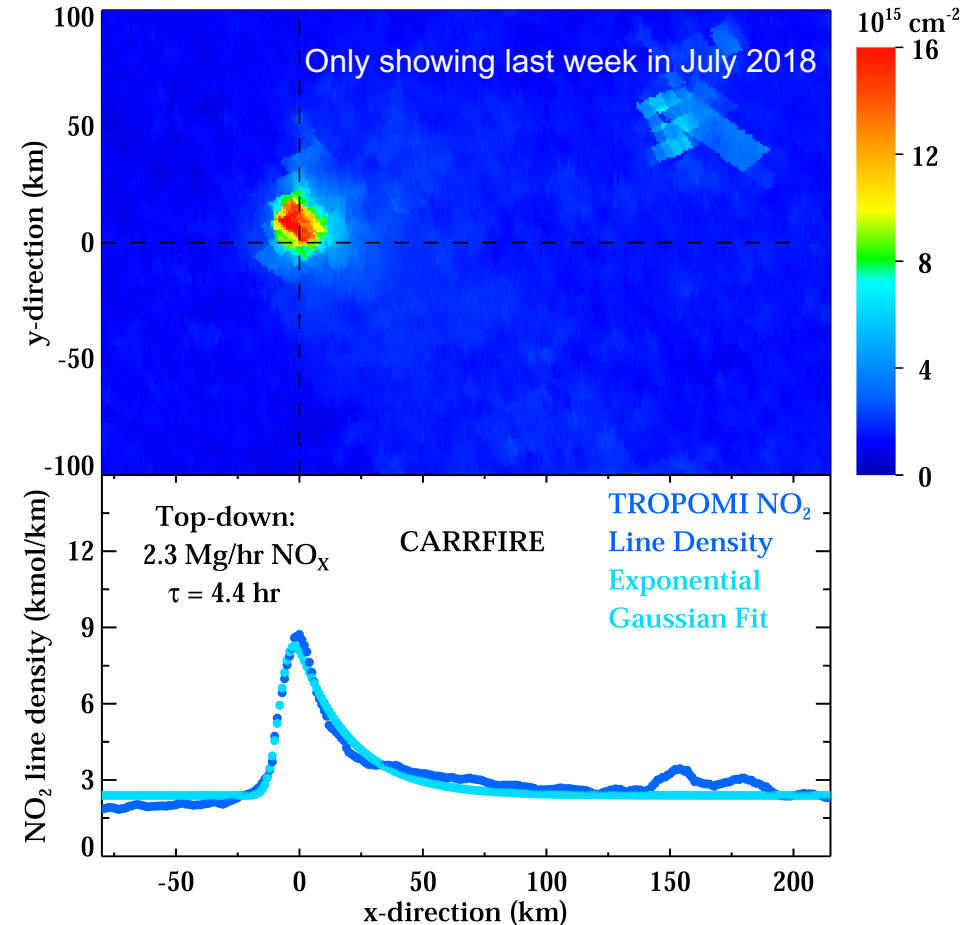 10¹⁵ cm⁻²
Only showing last week in July 2018
100
50
0
-50
-100
y-direction (km)
16
12
8
4
0
Top-down:
2.3 Mg/hr NOₓ
τ = 4.4 hr
CARRFIRE
TROPOMI NO₂
Line Density
Exponential
Gaussian Fit
12
9
6
3
0
NO₂ line density (kmol/km)
-50 0 50 100 150 200
x-direction (km)